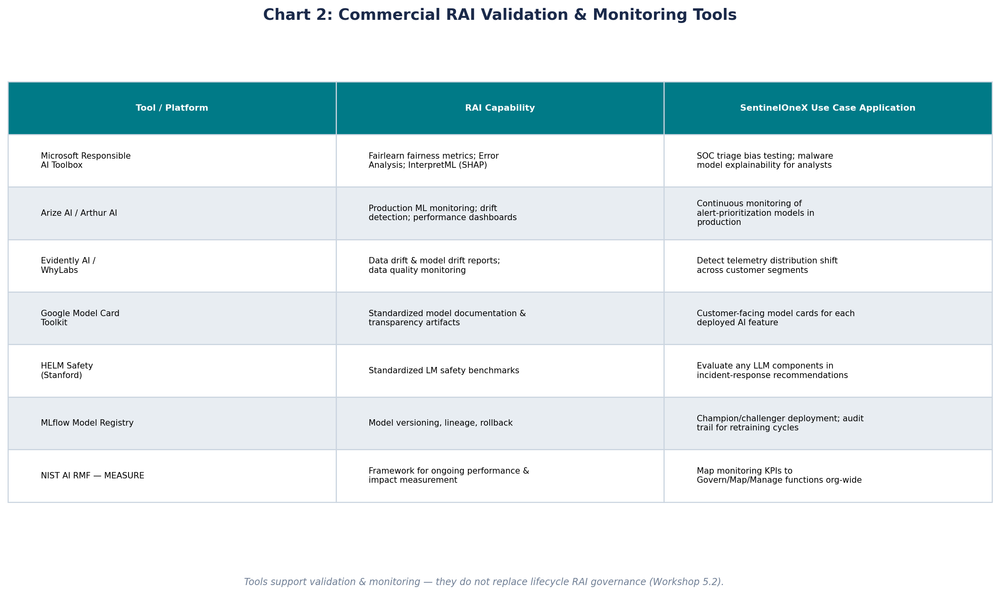 Chart 2: Commercial RAI Validation & Monitoring Tools
Tool / Platform
RAI Capability
SentinelOneX Use Case Application
Microsoft Responsible
AI Toolbox
Fairlearn fairness metrics; Error
Analysis; InterpretML (SHAP)
SOC triage bias testing; malware
model explainability for analysts
Arize AI / Arthur AI
Production ML monitoring; drift
detection; performance dashboards
Continuous monitoring of
alert-prioritization models in
production
Evidently AI /
WhyLabs
Data drift & model drift reports;
data quality monitoring
Detect telemetry distribution shift
across customer segments
Google Model Card
Toolkit
Standardized model documentation &
transparency artifacts
Customer-facing model cards for each
deployed AI feature
HELM Safety
(Stanford)
Standardized LM safety benchmarks
Evaluate any LLM components in
incident-response recommendations
MLflow Model Registry
Model versioning, lineage, rollback
Champion/challenger deployment; audit
trail for retraining cycles
NIST AI RMF — MEASURE
Framework for ongoing performance &
impact measurement
Map monitoring KPIs to
Govern/Map/Manage functions org-wide
Tools support validation & monitoring — they do not replace lifecycle RAI governance (Workshop 5.2).